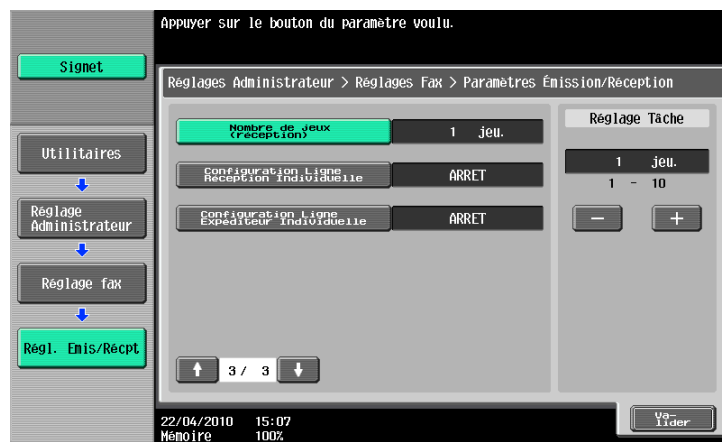 Appuyer sur le bouton du paramètre voulu.
Signet
Réglages Administrateur > Réglages Fax > Paramètres Émission/Réception
Utilitaires
Réglage
Administrateur
Réglage fax
Régl. Emis/Récpt
Nombre de jeux
(réception)
1 jeu.
Configuration Ligne
Réception Individuelle
ARRET
Configuration Ligne
Expéditeur Individuelle
ARRET
Réglage Tâche
1 jeu.
1 - 10
3 / 3
22/04/2010 15:07
Mémoire 100%
Va-
lider